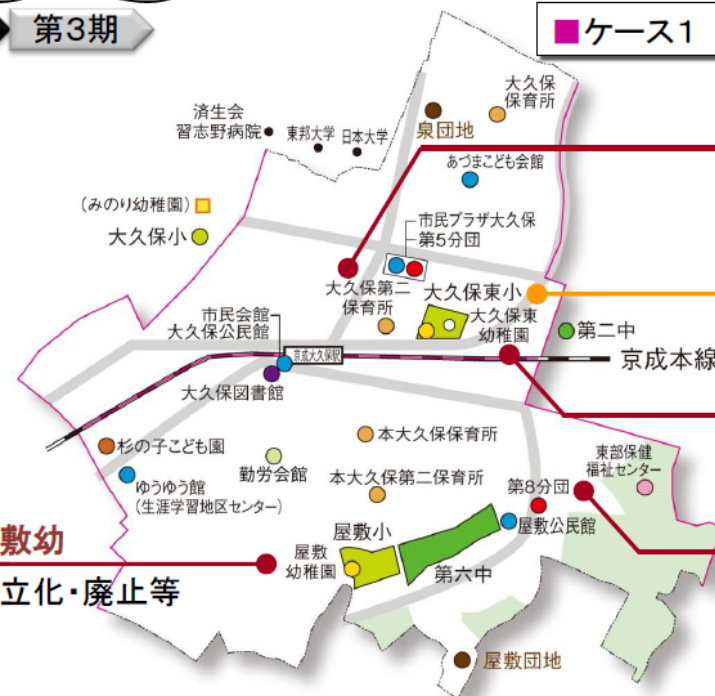 第3期
■ケース1
大久保
保育所
泉団地
済生会
習志野病院
東邦大学
日本大学
あづまこども会館
(みのり幼稚園)
大久保小
市民プラザ大久保
第5分団
大久保第二
保育所
大久保東小
大久保東
幼稚園
第二中
市民会館
大久保公民館
京成大久保駅
京成本線
大久保図書館
杉の子こども園
勤労会館
本大久保保育所
ゆうゆう館
(生涯学習地区センター)
本大久保第二保育所
第8分団
東部保健
福祉センター
屋敷公民館
敷幼
立化・廃止等
屋敷小
屋敷
幼稚園
第六中
屋敷団地